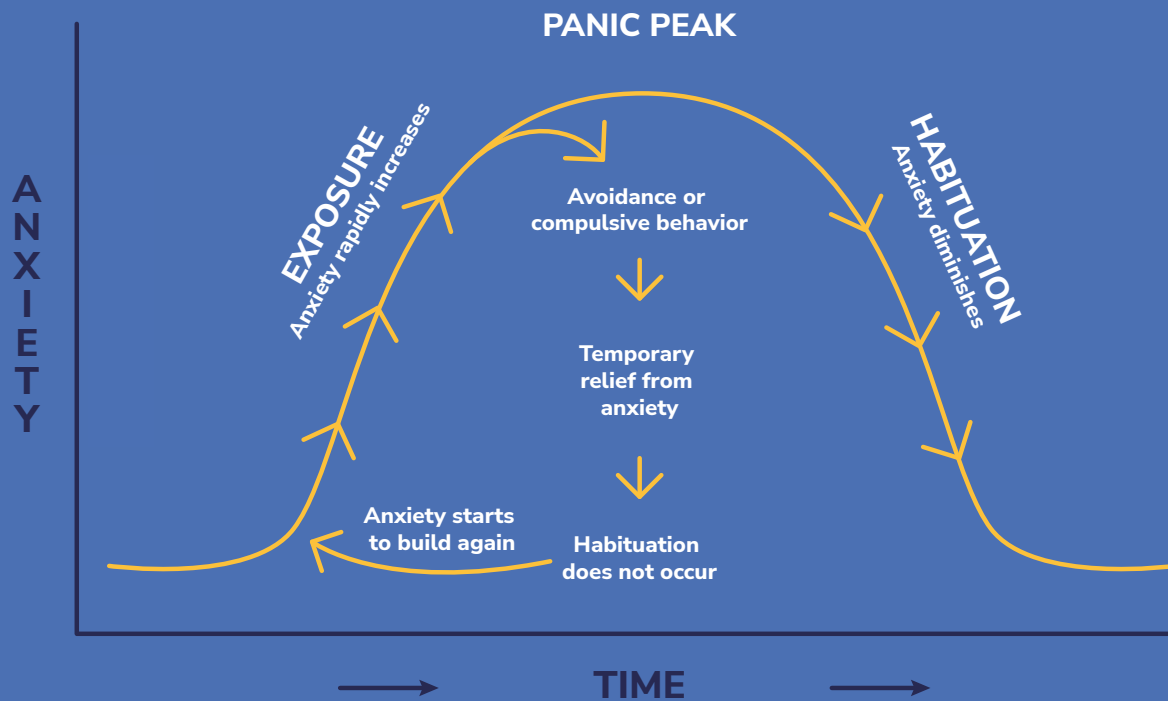 PANIC PEAK
EXPOSURE
Anxiety rapidly increases
HABITUATION
Anxiety diminishes
ANXIETY
Avoidance or
compulsive behavior
Temporary
relief from
anxiety
Anxiety starts
to build again
Habituation
does not occur
TIME